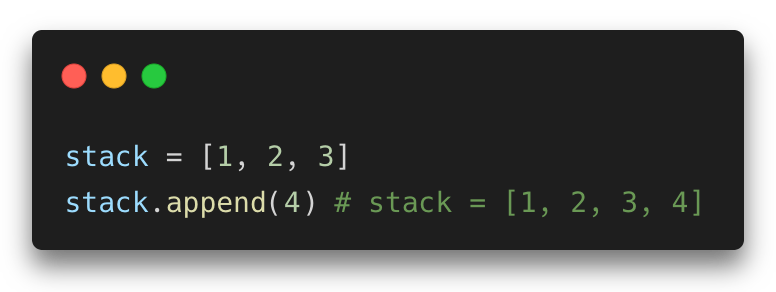 stack = [1, 2, 3]
stack.append(4) # stack = [1, 2, 3, 4]